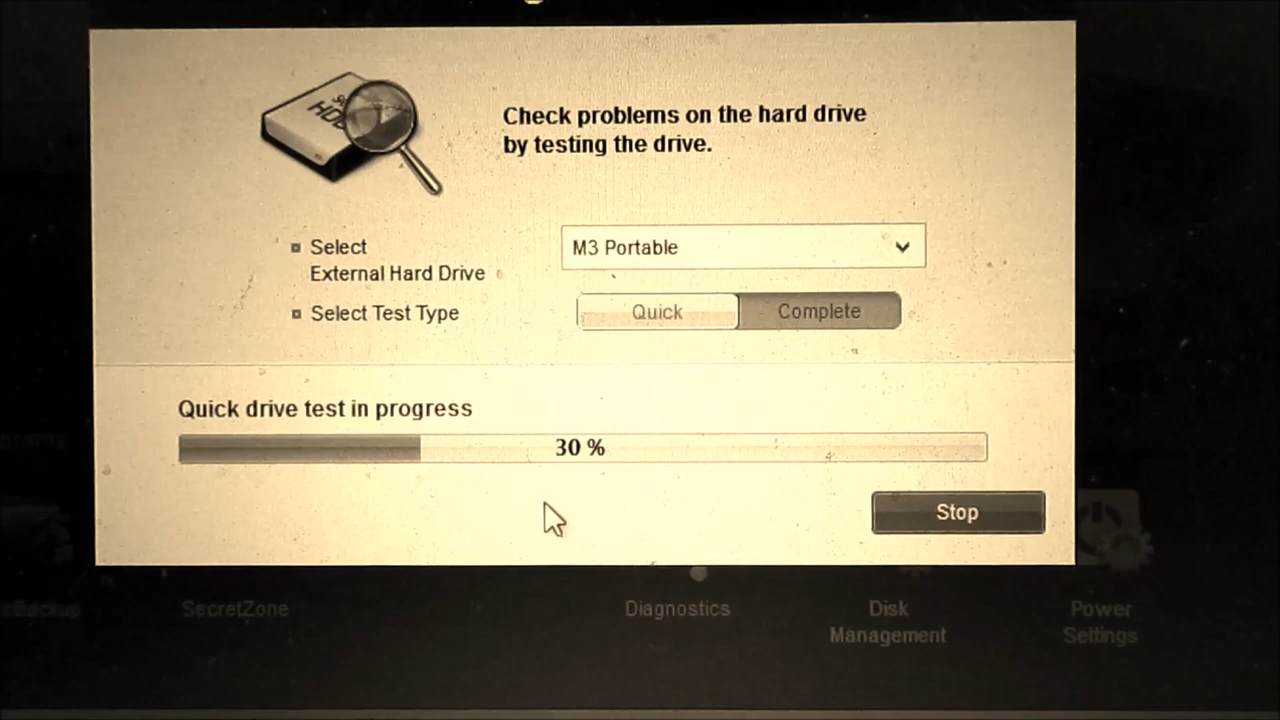 HDD
Check problems on the hard drive
by testing the drive.
Select
External Hard Drive
M3 Portable
Select Test Type
Quick
Complete
Quick drive test in progress
30 %
Stop
SecretZone
Diagnostics
Disk
Management
Power
Settings